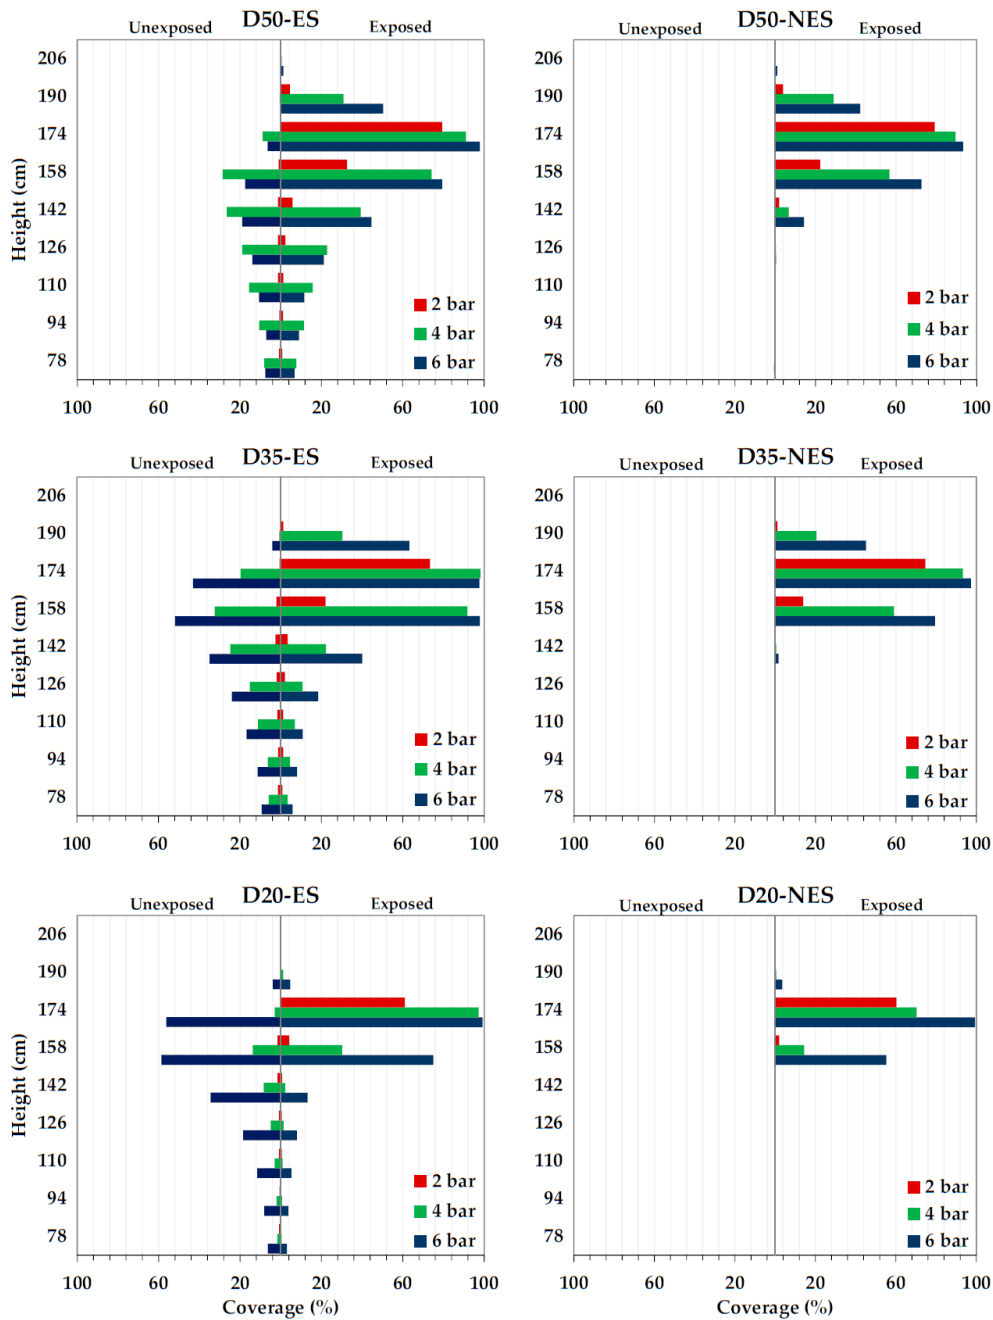 D50-ES
Unexposed Exposed
206
190
174
158
142
126
110
94
78
Height (cm)
2 bar
4 bar
6 bar
100 60 20 20 60 100
D50-NES
Unexposed Exposed
206
190
174
158
142
126
110
94
78
2 bar
4 bar
6 bar
100 60 20 20 60 100
D35-ES
Unexposed Exposed
206
190
174
158
142
126
110
94
78
Height (cm)
2 bar
4 bar
6 bar
100 60 20 20 60 100
D35-NES
Unexposed Exposed
206
190
174
158
142
126
110
94
78
2 bar
4 bar
6 bar
100 60 20 20 60 100
D20-ES
Unexposed Exposed
206
190
174
158
142
126
110
94
78
Height (cm)
2 bar
4 bar
6 bar
100 60 20 20 60 100
Coverage (%)
D20-NES
Unexposed Exposed
206
190
174
158
142
126
110
94
78
2 bar
4 bar
6 bar
100 60 20 20 60 100
Coverage (%)